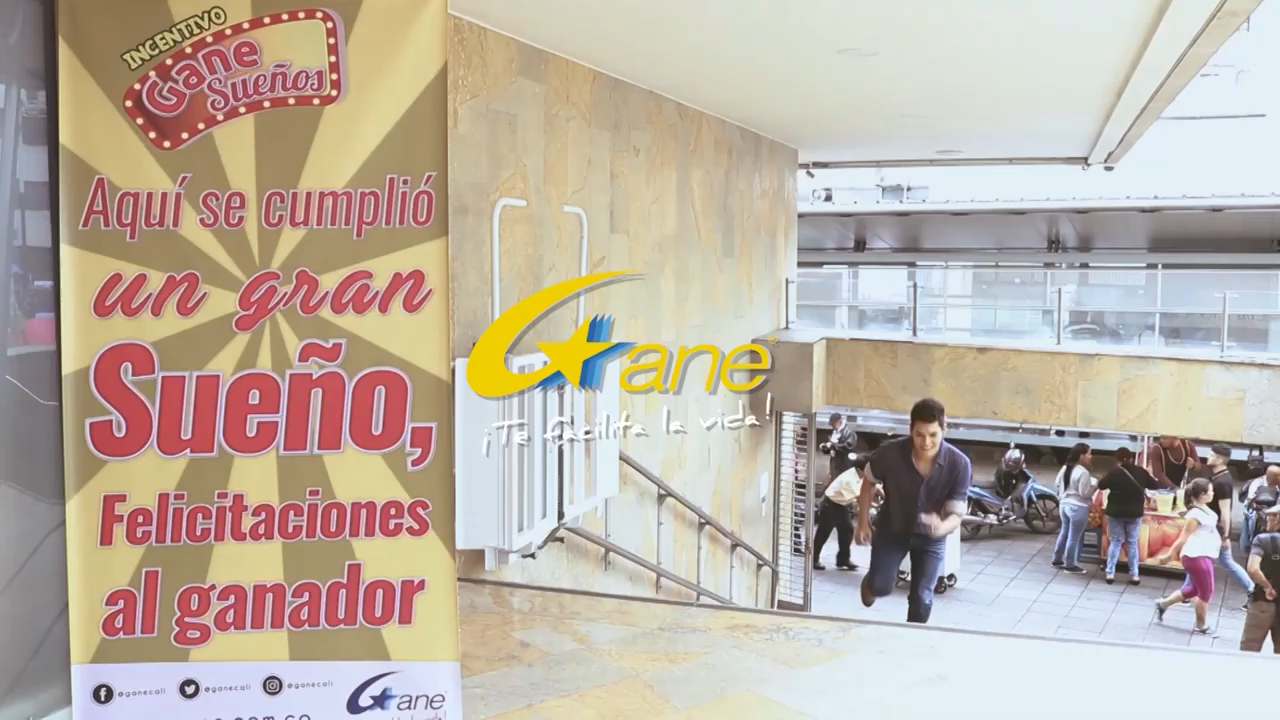 INCENTIVO
Gane
Sueños
Aquí se cumplió
un gran
Sueño,
Felicitaciones
al ganador
@ganecali @ganecali @ganecali
Gane
Gane
¡Te facilita la vida!